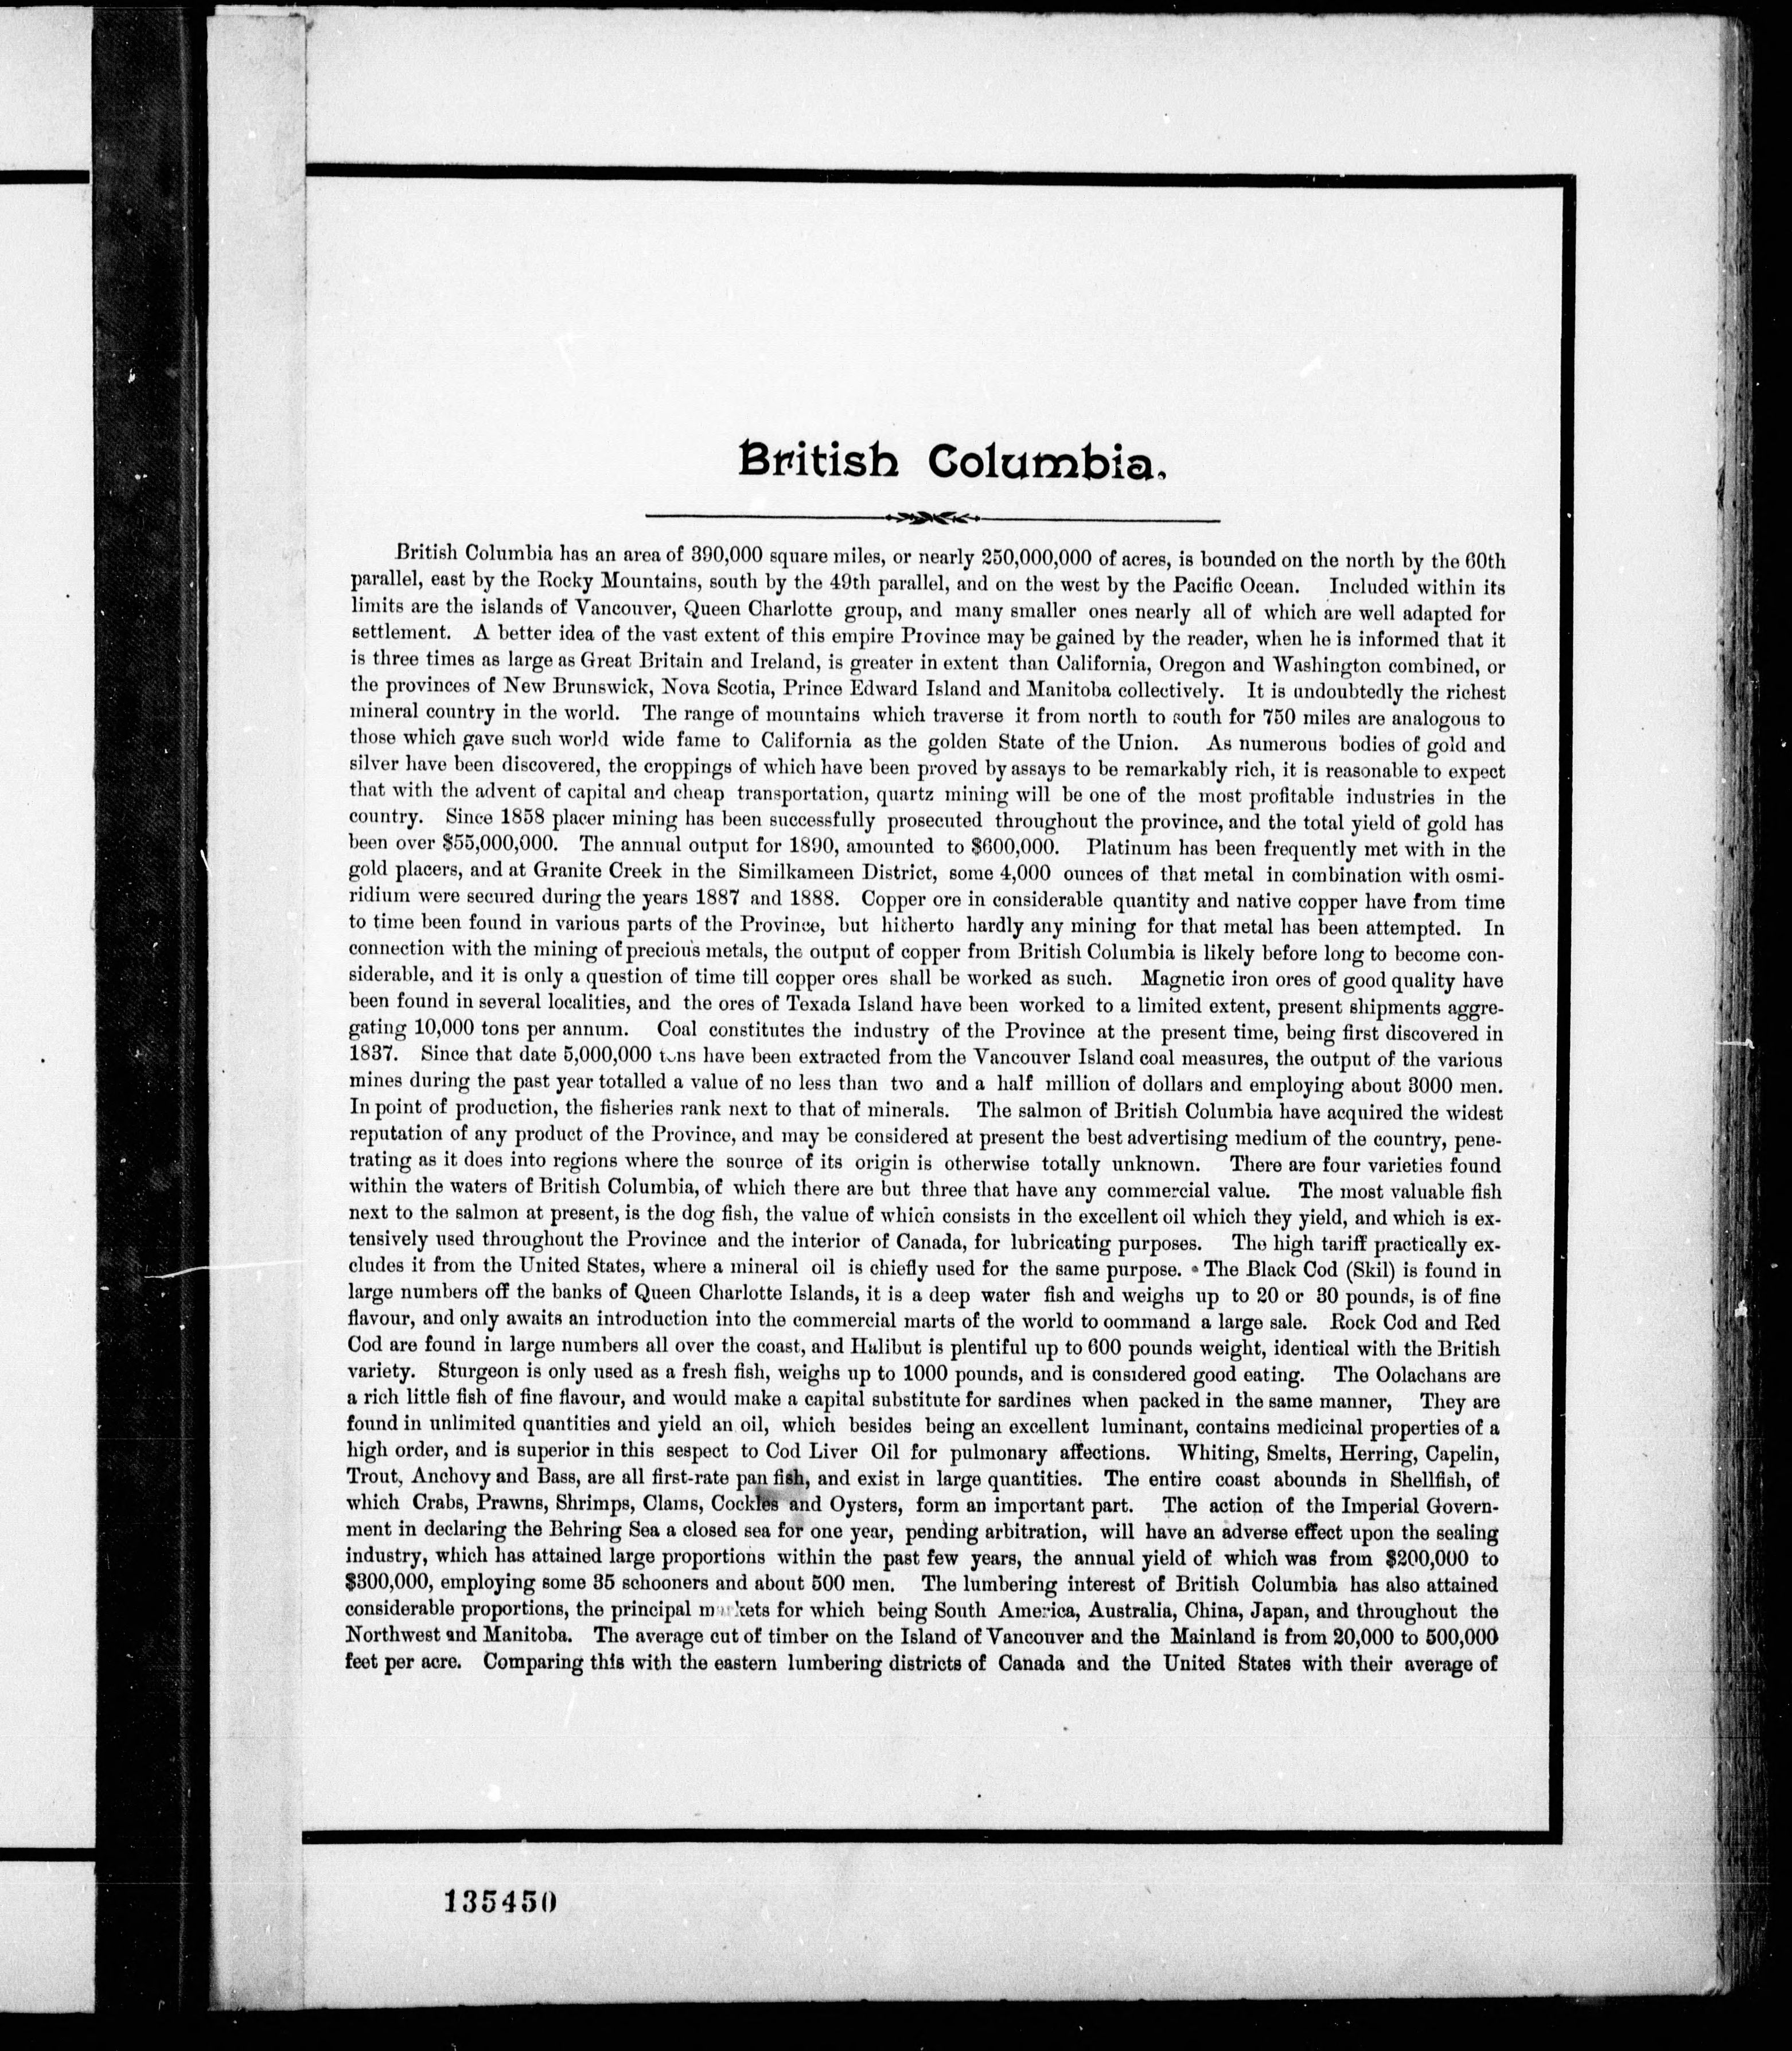 British Columbia.
British Columbia has an area of 390,000 square miles, or nearly 250,000,000 of acres, is bounded on the north by the 60th
parallel, east by the Rocky Mountains, south by the 49th parallel, and on the west by the Pacific Ocean. Included within its
limits are the islands of Vancouver, Queen Charlotte group, and many smaller ones nearly all of which are well adapted for
settlement. A better idea of the vast extent of this empire Province may be gained by the reader, when he is informed that it
is three times as large as Great Britain and Ireland, is greater in extent than California, Oregon and Washington combined, or
the provinces of New Brunswick, Nova Scotia, Prince Edward Island and Manitoba collectively. It is undoubtedly the richest
mineral country in the world. The range of mountains which traverse it from north to south for 750 miles are analogous to
those which gave such world wide fame to California as the golden State of the Union. As numerous bodies of gold and
silver have been discovered, the croppings of which have been proved by assays to be remarkably rich, it is reasonable to expect
that with the advent of capital and cheap transportation, quartz mining will be one of the most profitable industries in the
country. Since 1858 placer mining has been successfully prosecuted throughout the province, and the total yield of gold has
been over $55,000,000. The annual output for 1890, amounted to $600,000. Platinum has been frequently met with in the
gold placers, and at Granite Creek in the Similkameen District, some 4,000 ounces of that metal in combination with osmi-
ridium were secured during the years 1887 and 1888. Copper ore in considerable quantity and native copper have from time
to time been found in various parts of the Province, but hitherto hardly any mining for that metal has been attempted. In
connection with the mining of precious metals, the output of copper from British Columbia is likely before long to become con-
siderable, and it is only a question of time till copper ores shall be worked as such. Magnetic iron ores of good quality have
been found in several localities, and the ores of Texada Island have been worked to a limited extent, present shipments aggre-
gating 10,000 tons per annum. Coal constitutes the industry of the Province at the present time, being first discovered in
1837. Since that date 5,000,000 tons have been extracted from the Vancouver Island coal measures, the output of the various
mines during the past year totalled a value of no less than two and a half million of dollars and employing about 3000 men.
In point of production, the fisheries rank next to that of minerals. The salmon of British Columbia have acquired the widest
reputation of any product of the Province, and may be considered at present the best advertising medium of the country, pene-
trating as it does into regions where the source of its origin is otherwise totally unknown. There are four varieties found
within the waters of British Columbia, of which there are but three that have any commercial value. The most valuable fish
next to the salmon at present, is the dog fish, the value of which consists in the excellent oil which they yield, and which is ex-
tensively used throughout the Province and the interior of Canada, for lubricating purposes. The high tariff practically ex-
cludes it from the United States, where a mineral oil is chiefly used for the same purpose. The Black Cod (Skil) is found in
large numbers off the banks of Queen Charlotte Islands, it is a deep water fish and weighs up to 20 or 30 pounds, is of fine
flavour, and only awaits an introduction into the commercial marts of the world to oommand a large sale. Rock Cod and Red
Cod are found in large numbers all over the coast, and Halibut is plentiful up to 600 pounds weight, identical with the British
variety. Sturgeon is only used as a fresh fish, weighs up to 1000 pounds, and is considered good eating. The Oolachans are
a rich little fish of fine flavour, and would make a capital substitute for sardines when packed in the same manner, They are
found in unlimited quantities and yield an oil, which besides being an excellent luminant, contains medicinal properties of a
high order, and is superior in this sespect to Cod Liver Oil for pulmonary affections. Whiting, Smelts, Herring, Capelin,
Trout, Anchovy and Bass, are all first-rate pan fish, and exist in large quantities. The entire coast abounds in Shellfish, of
which Crabs, Prawns, Shrimps, Clams, Cockles and Oysters, form an important part. The action of the Imperial Govern-
ment in declaring the Behring Sea a closed sea for one year, pending arbitration, will have an adverse effect upon the sealing
industry, which has attained large proportions within the past few years, the annual yield of which was from $200,000 to
$300,000, employing some 35 schooners and about 500 men. The lumbering interest of British Columbia has also attained
considerable proportions, the principal markets for which being South America, Australia, China, Japan, and throughout the
Northwest and Manitoba. The average cut of timber on the Island of Vancouver and the Mainland is from 20,000 to 500,000
feet per acre. Comparing this with the eastern lumbering districts of Canada and the United States with their average of
135450